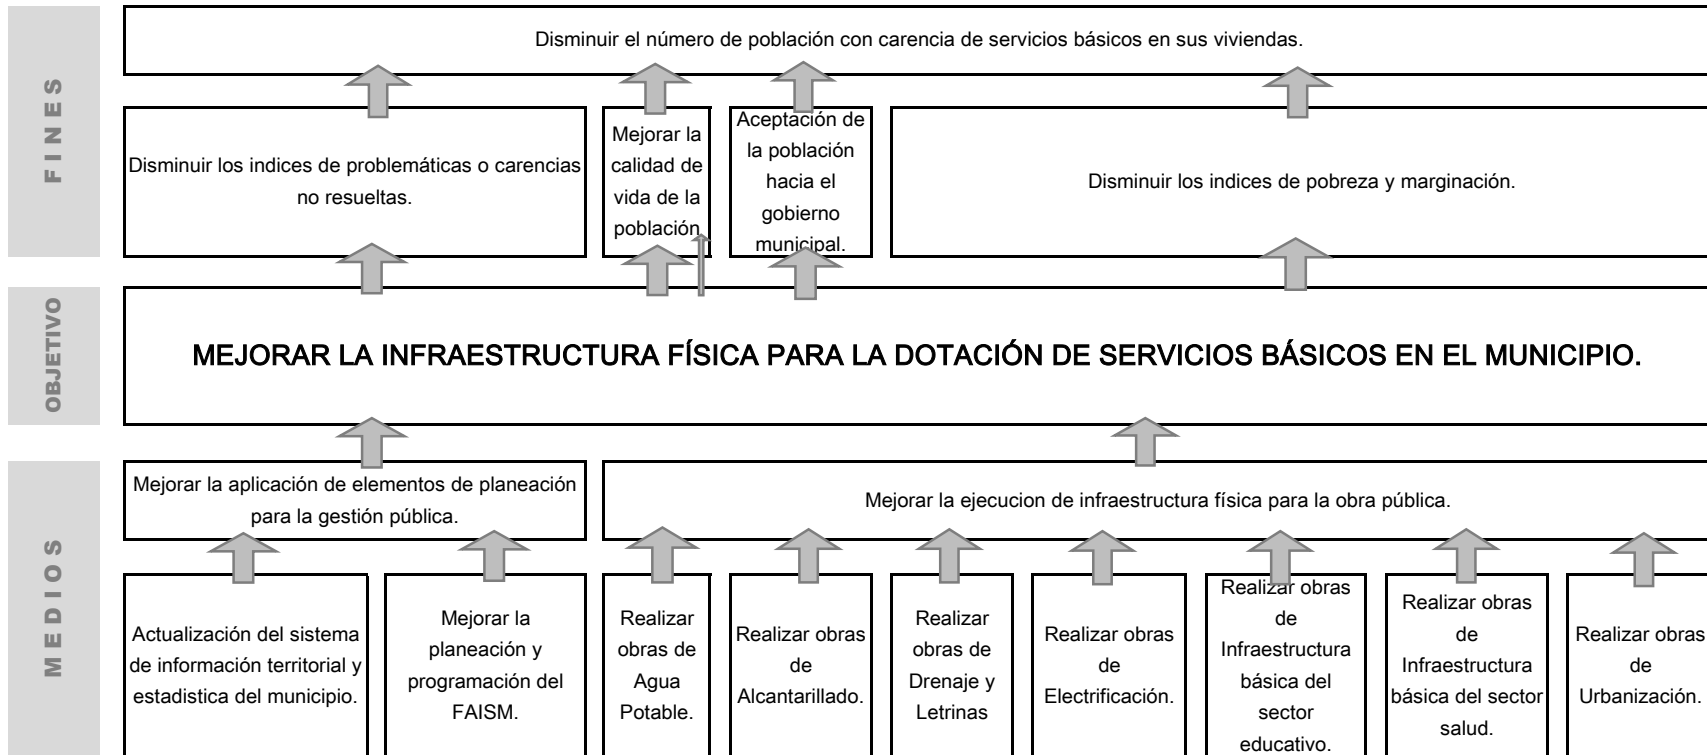 FINES
Disminuir el número de población con carencia de servicios básicos en sus viviendas.
Disminuir los indices de problemáticas o carencias
no resueltas.
Mejorar la
calidad de
vida de la
población
Aceptación de
la población
hacia el
gobierno
municipal.
Disminuir los indices de pobreza y marginación.
OBJETIVO
MEJORAR LA INFRAESTRUCTURA FÍSICA PARA LA DOTACIÓN DE SERVICIOS BÁSICOS EN EL MUNICIPIO.
MEDIOS
Mejorar la aplicación de elementos de planeación
para la gestión pública.
Mejorar la ejecucion de infraestructura física para la obra pública.
Actualización del sistema
de información territorial y
estadistica del municipio.
Mejorar la
planeación y
programación del
FAISM.
Realizar
obras de
Agua
Potable.
Realizar obras
de
Alcantarillado.
Realizar
obras de
Drenaje y
Letrinas
Realizar obras
de
Electrificación.
Realizar obras
de
Infraestructura
básica del
sector
educativo.
Realizar obras
de
Infraestructura
básica del sector
salud.
Realizar obras
de
Urbanización.